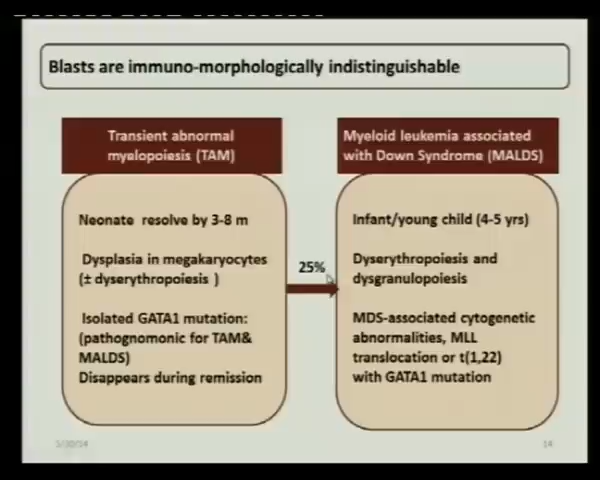 Blasts are immuno-morphologically indistinguishable
Transient abnormal
myelopoiesis (TAM)
Neonate resolve by 3-8 m
Dysplasia in megakaryocytes
(± dyserythropoiesis )
Isolated GATA1 mutation:
(pathognomonic for TAM&
MALDS)
Disappears during remission
25%
Myeloid leukemia associated
with Down Syndrome (MALDS)
Infant/young child (4-5 yrs)
Dyserythropoiesis and
dysgranulopoiesis
MDS-associated cytogenetic
abnormalities, MLL
translocation or t(1,22)
with GATA1 mutation
14